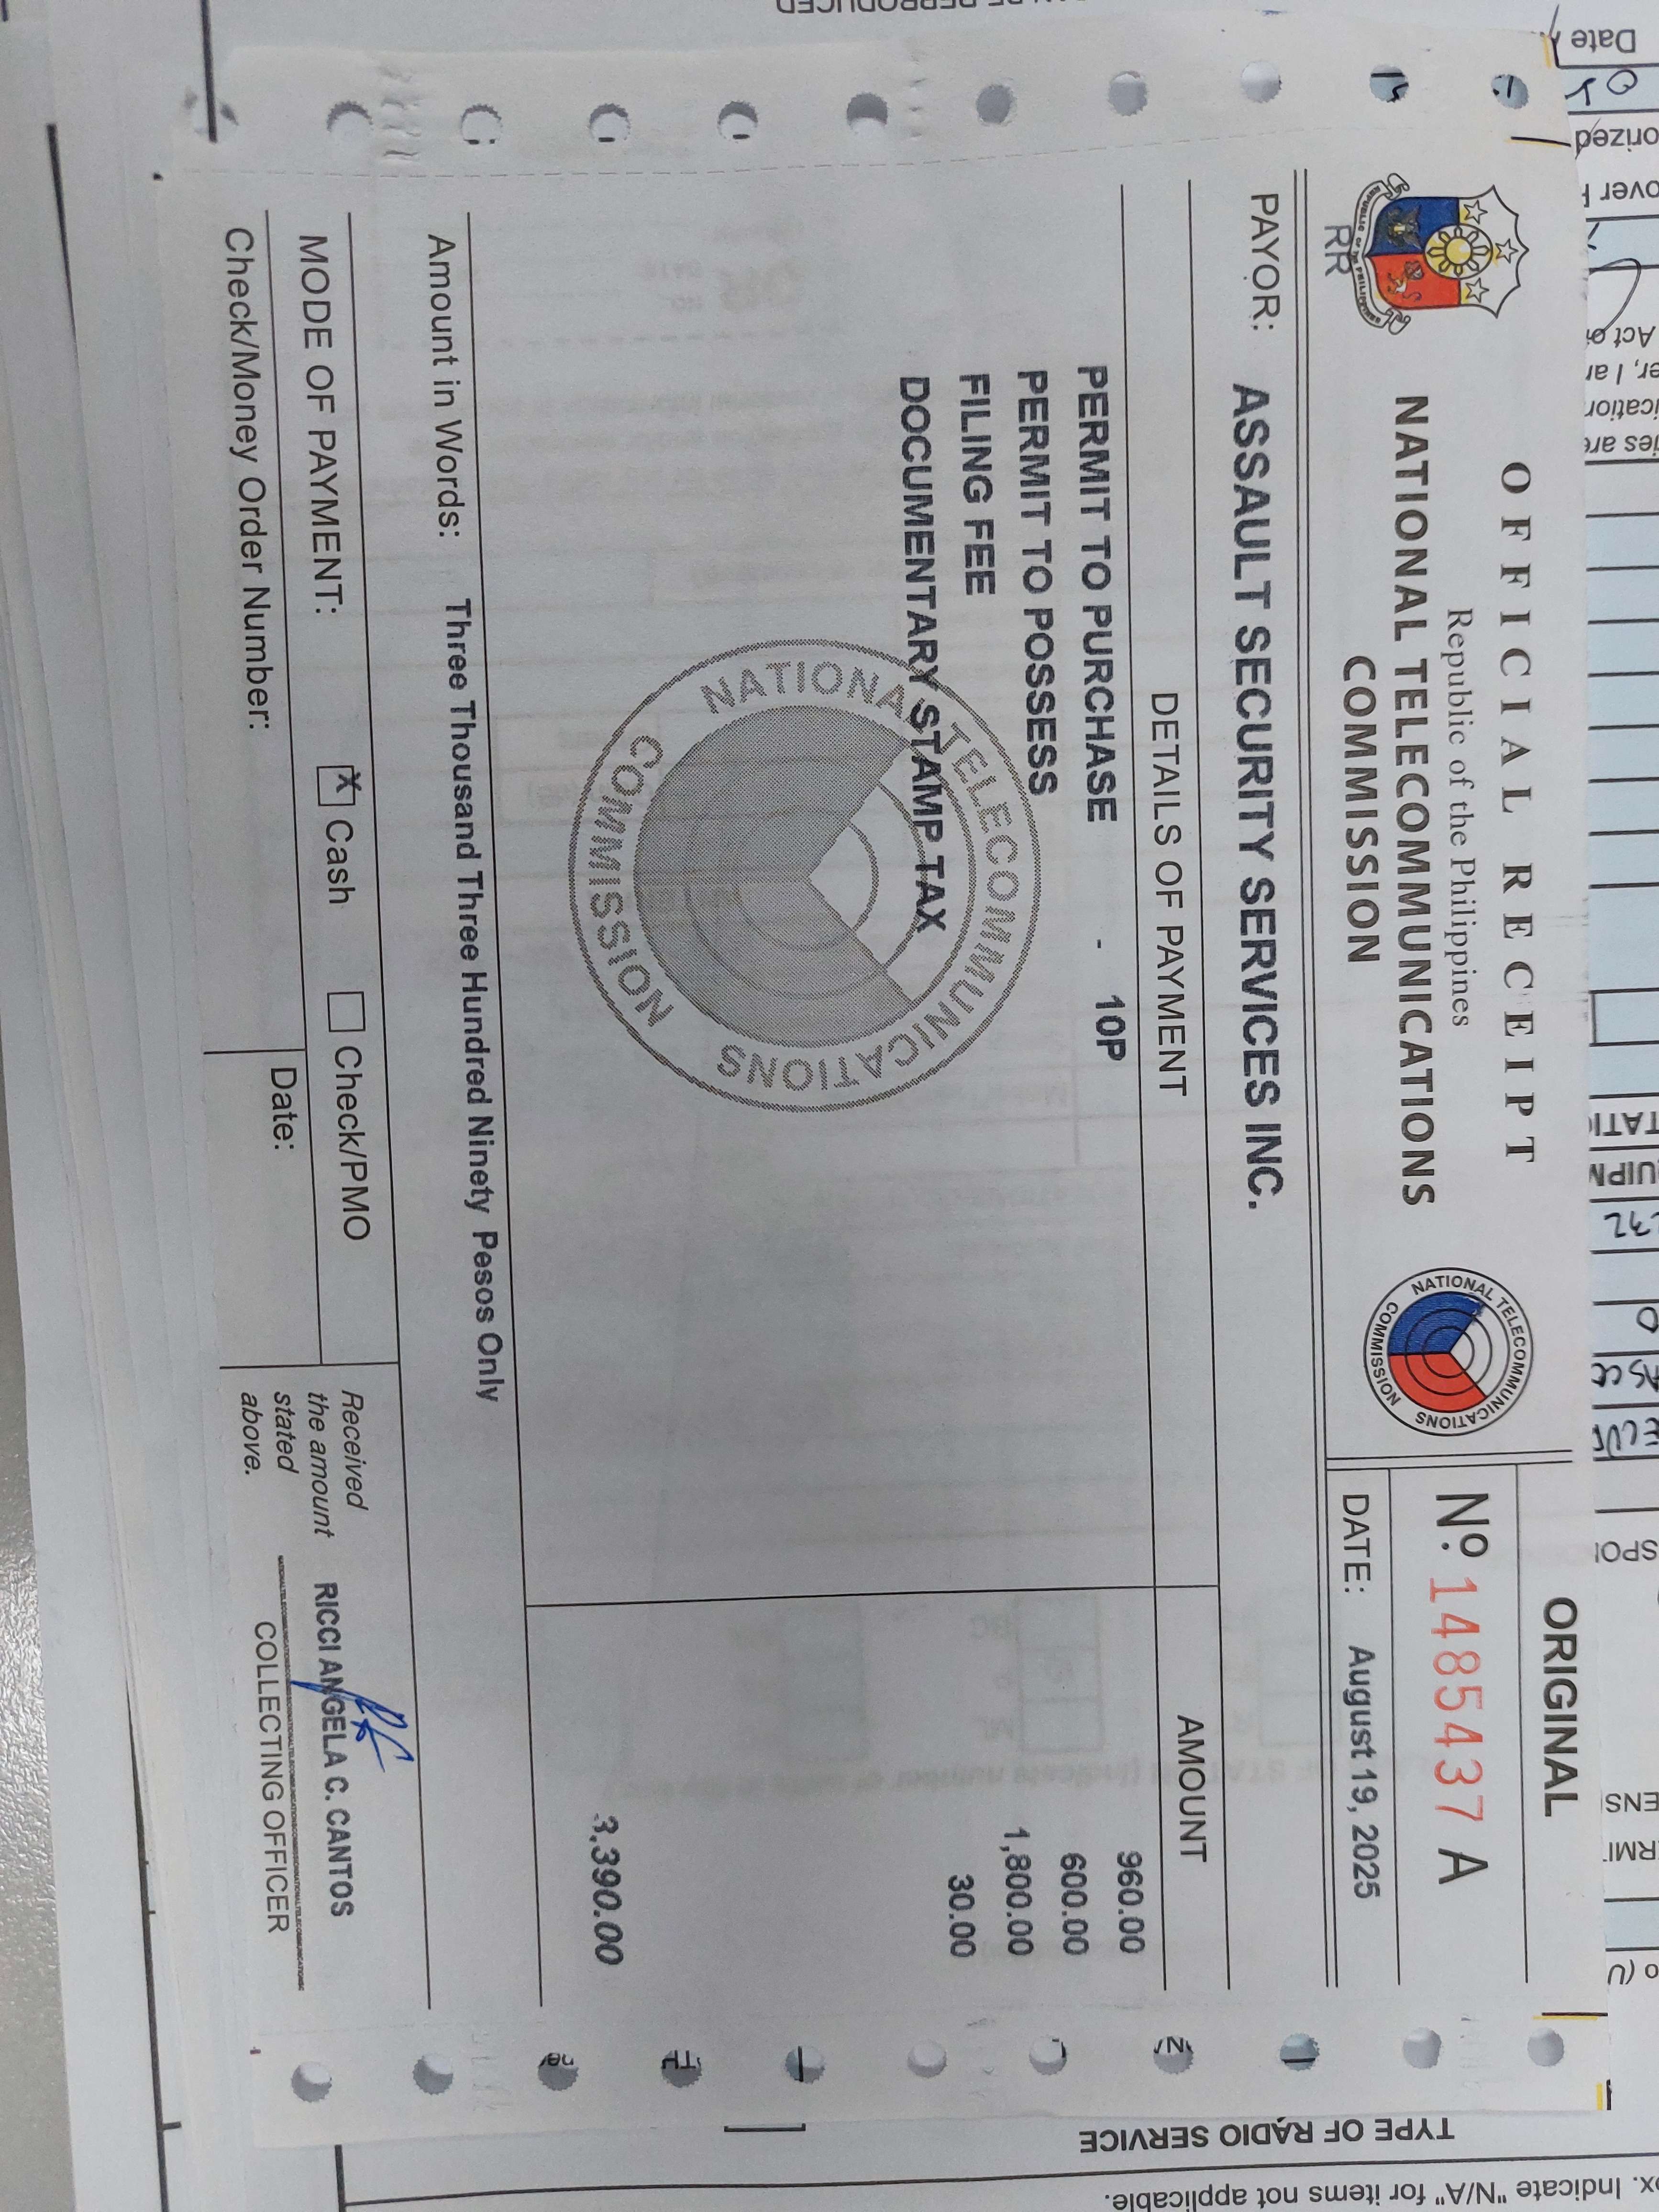 OFFICIAL RECEIPT
Republic of the Philippines
NATIONAL TELECOMMUNICATIONS
COMMISSION
REPUBLIC OF THE PHILIPPINES
RR
NATIONAL TELECOMMUNICATIONS COMMISSION
ORIGINAL
Nº. 1485437 A
DATE: August 19, 2025
PAYOR: ASSAULT SECURITY SERVICES INC.
DETAILS OF PAYMENT AMOUNT
PERMIT TO PURCHASE - 10P 960.00
PERMIT TO POSSESS 600.00
FILING FEE 1,800.00
DOCUMENTARY STAMP TAX 30.00
NATIONAL TELECOMMUNICATIONS COMMISSION
3,390.00
Amount in Words: Three Thousand Three Hundred Ninety Pesos Only
MODE OF PAYMENT: x Cash Check/PMO
Check/Money Order Number: Date:
Received
the amount
stated
above.
RICCI ANGELA C. CANTOS
COLLECTING OFFICER
TYPE OF RADIO SERVICE
Indicate "N/A" for items not applicable.
Date